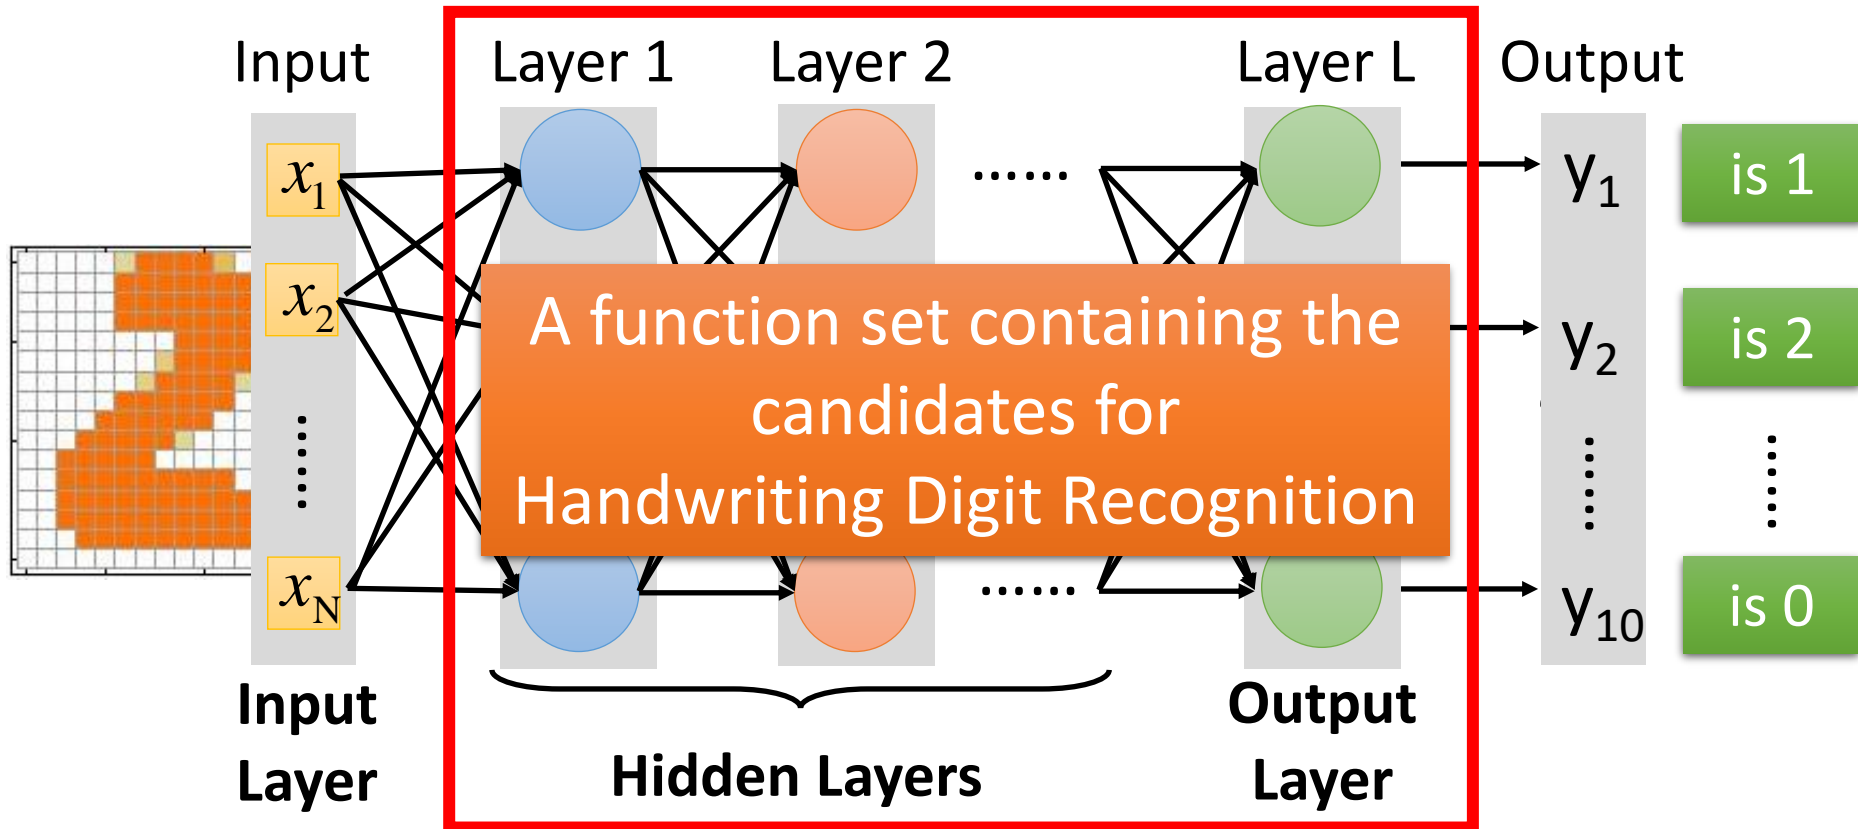 Input
Layer 1
Layer 2
Layer L
Output
x1
x2
……
xN
……
……
A function set containing the
candidates for
Handwriting Digit Recognition
y1
y2
……
y10
is 1
is 2
……
is 0
Input
Layer
Hidden Layers
Output
Layer